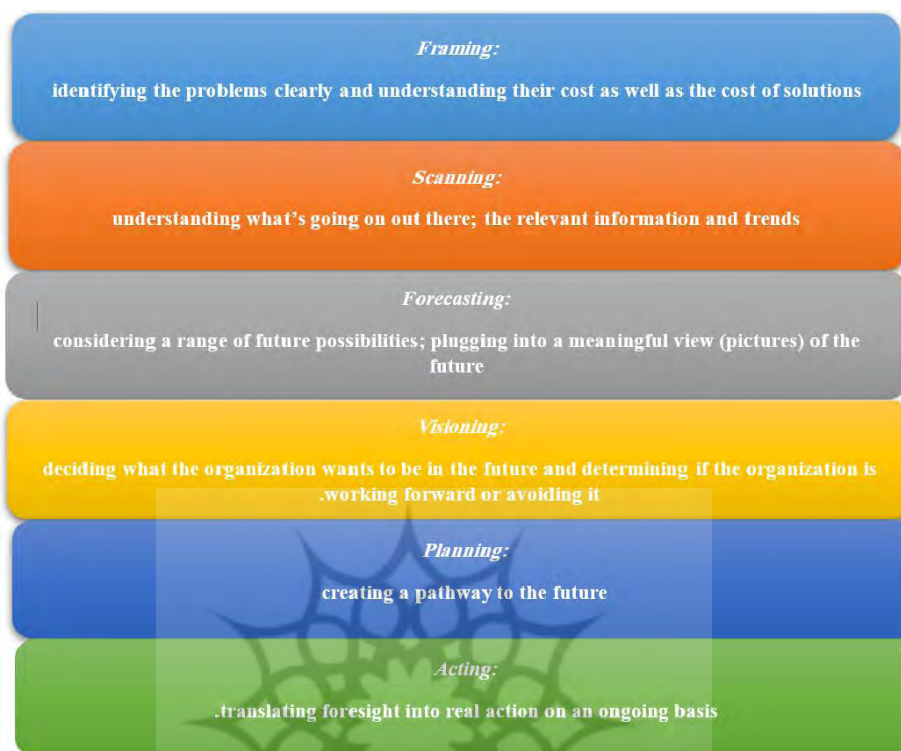 Framing:
identifying the problems clearly and understanding their cost as well as the cost of solutions
Scanning:
understanding what's going on out there; the relevant information and trends
Forecasting:
considering a range of future possibilities; plugging into a meaningful view (pictures) of the
future
Visioning:
deciding what the organization wants to be in the future and determining if the organization is
.working forward or avoiding it
Planning:
creating a pathway to the future
Acting:
.translating foresight into real action on an ongoing basis